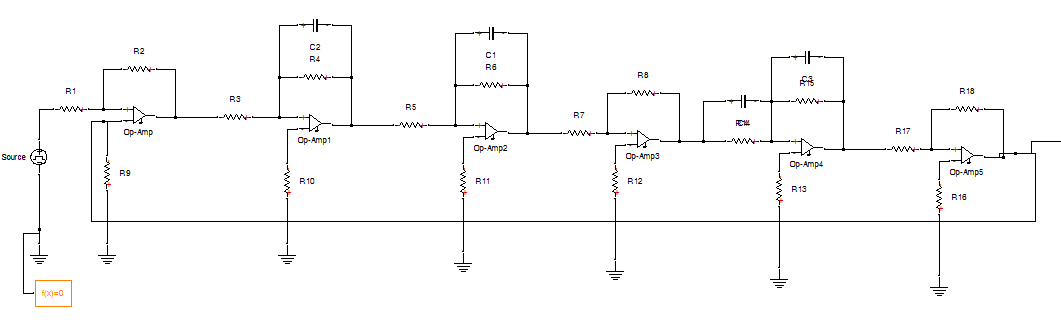 R1
R2
Op-Amp
R9
Source
f(x)=0
R3
C2
R4
Op-Amp1
R10
R5
C1
R6
Op-Amp2
R11
R7
R8
Op-Amp3
R12
Op-Amp4
R13
R17
R18
Op-Amp5
R16